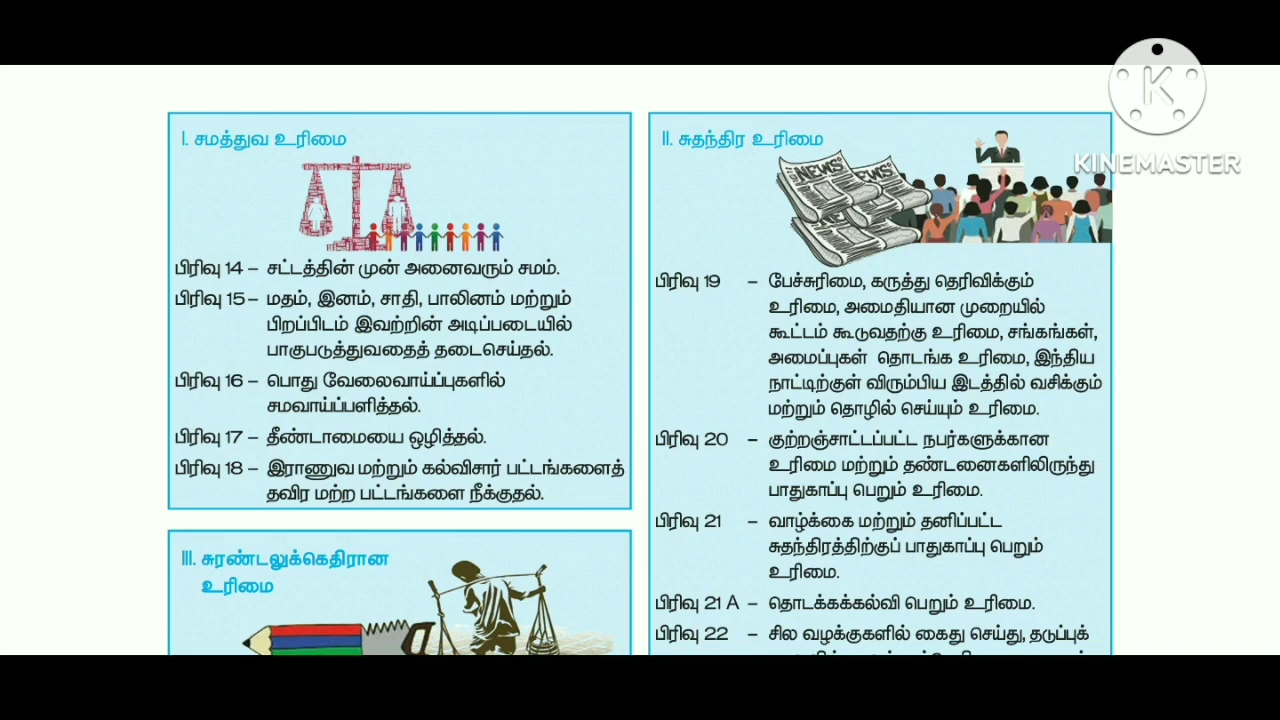 I. சமத்துவ உரிமை
பிரிவு 14 – சட்டத்தின் முன் அனைவரும் சமம்.
பிரிவு 15 – மதம், இனம், சாதி, பாலினம் மற்றும்
பிறப்பிடம் இவற்றின் அடிப்படையில்
பாகுபடுத்துவதைத் தடைசெய்தல்.
பிரிவு 16 – பொது வேலைவாய்ப்புகளில்
சமவாய்ப்பளித்தல்.
பிரிவு 17 – தீண்டாமையை ஒழித்தல்.
பிரிவு 18 – இராணுவ மற்றும் கல்விசார் பட்டங்களைத்
தவிர மற்ற பட்டங்களை நீக்குதல்.
III. சுரண்டலுக்கெதிரான
உரிமை
II. சுதந்திர உரிமை
NEWS
NEWS
பிரிவு 19 – பேச்சுரிமை, கருத்து தெரிவிக்கும்
உரிமை, அமைதியான முறையில்
கூட்டம் கூடுவதற்கு உரிமை, சங்கங்கள்,
அமைப்புகள் தொடங்க உரிமை, இந்திய
நாட்டிற்குள் விரும்பிய இடத்தில் வசிக்கும்
மற்றும் தொழில் செய்யும் உரிமை.
பிரிவு 20 – குற்றஞ்சாட்டப்பட்ட நபர்களுக்கான
உரிமை மற்றும் தண்டனைகளிலிருந்து
பாதுகாப்பு பெறும் உரிமை.
பிரிவு 21 – வாழ்க்கை மற்றும் தனிப்பட்ட
சுதந்திரத்திற்குப் பாதுகாப்பு பெறும்
உரிமை.
பிரிவு 21 A – தொடக்கக்கல்வி பெறும் உரிமை.
பிரிவு 22 – சில வழக்குகளில் கைது செய்து, தடுப்புக்
K
KINEMASTER